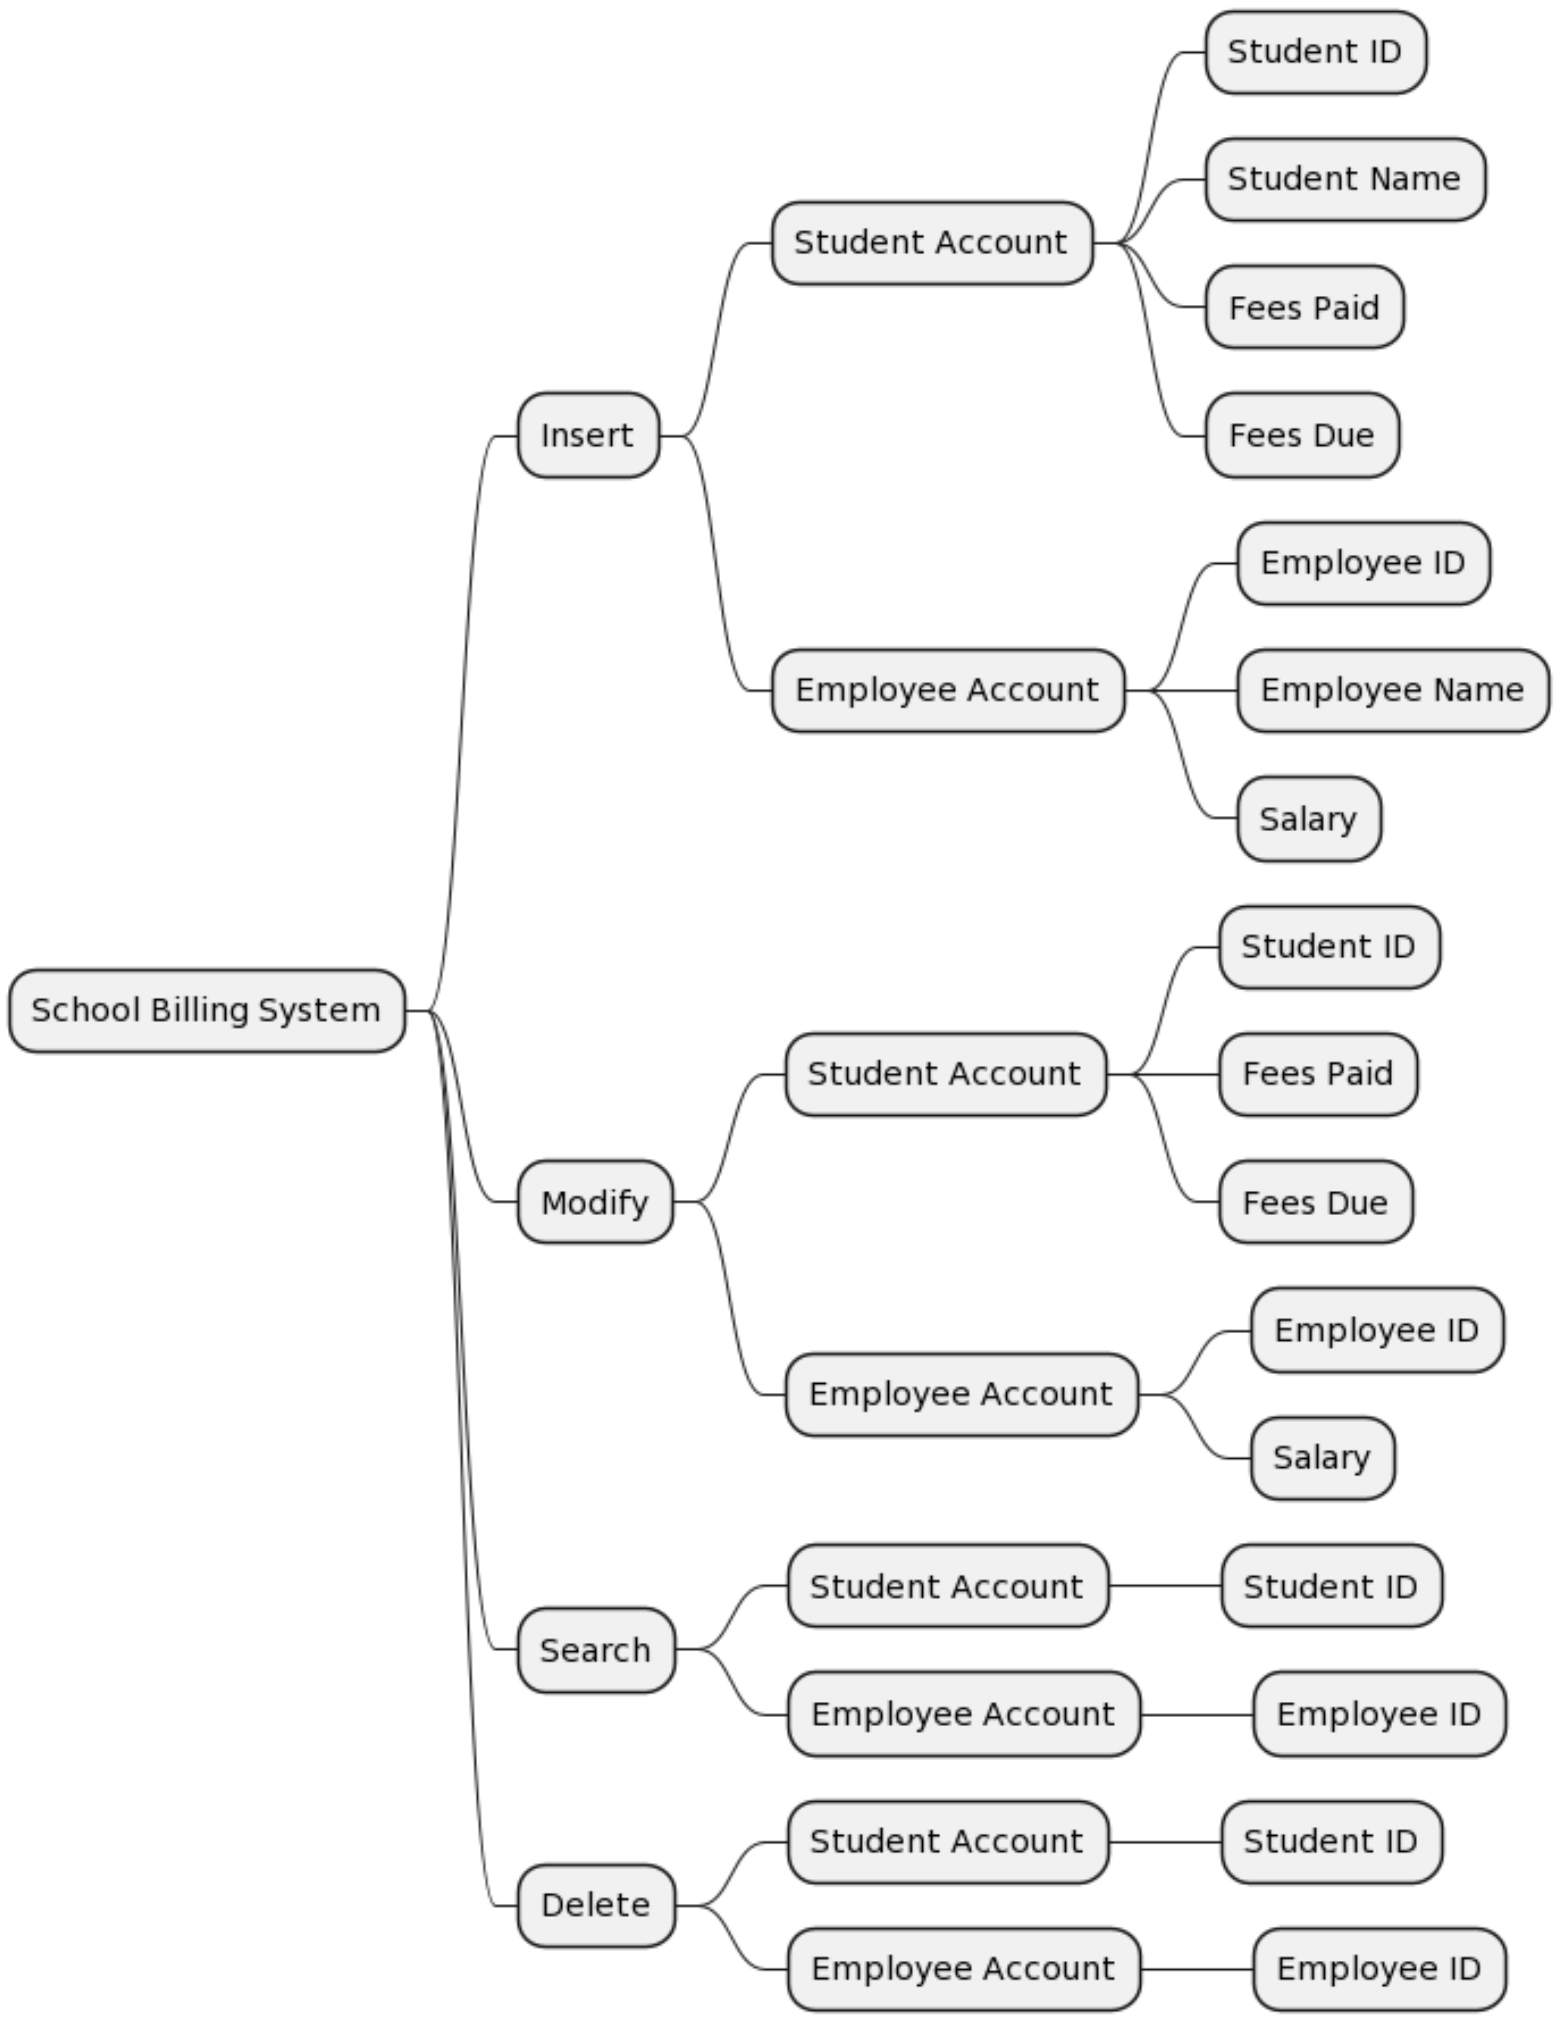 School Billing System
Insert
Student Account
Student ID
Student Name
Fees Paid
Fees Due
Employee Account
Employee ID
Employee Name
Salary
Modify
Student Account
Student ID
Fees Paid
Fees Due
Employee Account
Employee ID
Salary
Search
Student Account
Student ID
Employee Account
Employee ID
Delete
Student Account
Student ID
Employee Account
Employee ID